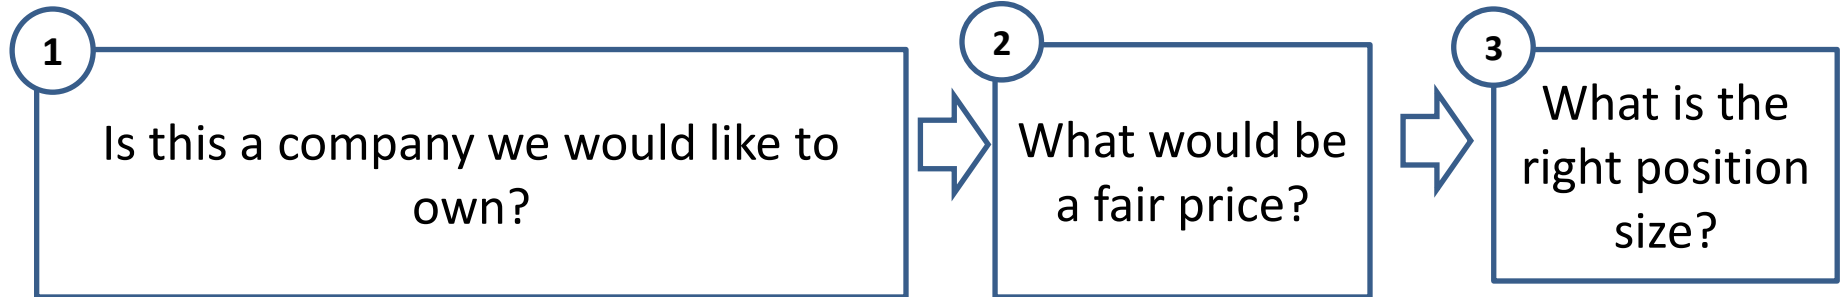 1
Is this a company we would like to
own?
2
What would be
a fair price?
3
What is the
right position
size?